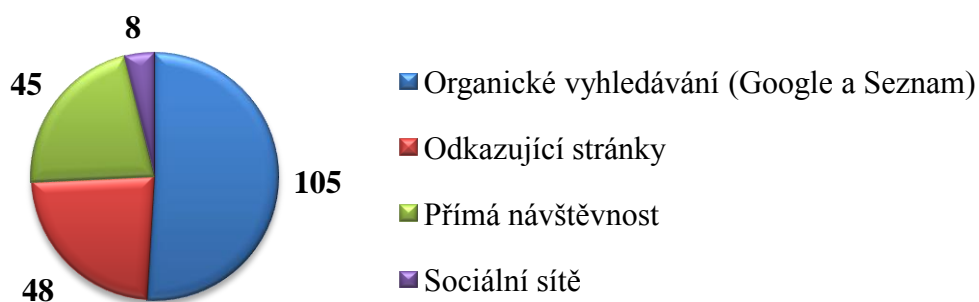 8
45
105
48
Organické vyhledávání (Google a Seznam)
Odkazující stránky
Přímá návštěvnost
Sociální sítě